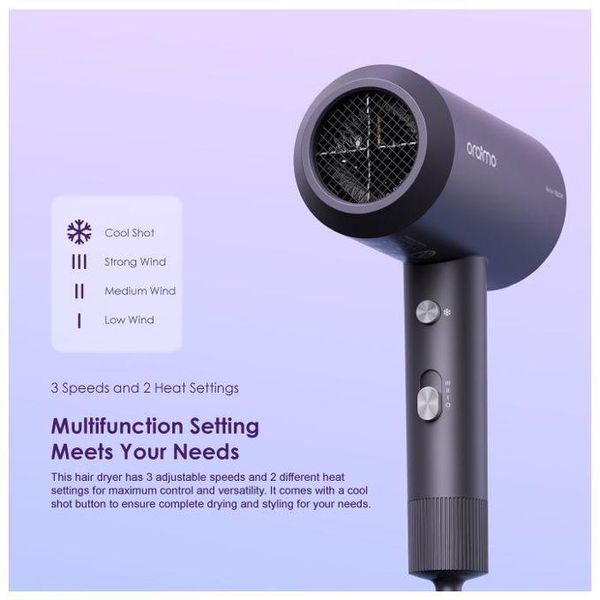 oraimo
Cool Shot
Strong Wind
Medium Wind
Low Wind
3 Speeds and 2 Heat Settings
Multifunction Setting
Meets Your Needs
This hair dryer has 3 adjustable speeds and 2 different heat
settings for maximum control and versatility. It comes with a cool
shot button to ensure complete drying and styling for your needs.